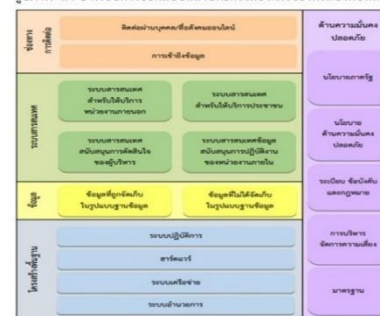 ช่องทาง
การติดต่อ
ติดต่อผ่านบุคคล/สื่อสังคมออนไลน์
การเข้าถึงข้อมูล
ระบบสารสนเทศ
ระบบสารสนเทศ
สำหรับให้บริการ
หน่วยงานภายนอก
ระบบสารสนเทศ
สำหรับให้บริการประชาชน
ระบบสารสนเทศ
สนับสนุนการตัดสินใจ
ของผู้บริหาร
ระบบสารสนเทศข้อมูล
สนับสนุนการปฏิบัติงาน
ของหน่วยงานภายใน
ข้อมูล
ข้อมูลที่ถูกจัดเก็บ
ในรูปแบบฐานข้อมูล
ข้อมูลที่ไม่ได้จัดเก็บ
ในรูปแบบฐานข้อมูล
โครงสร้างพื้นฐาน
ระบบปฏิบัติการ
ฮาร์ดแวร์
ระบบเครือข่าย
ระบบอำนวยการ
ด้านความมั่นคง
ปลอดภัย
นโยบายภาครัฐ
นโยบาย
ด้านความมั่นคง
ปลอดภัย
ระเบียบ ข้อบังคับ
และกฎหมาย
การบริหาร
จัดการความเสี่ยง
มาตรฐาน